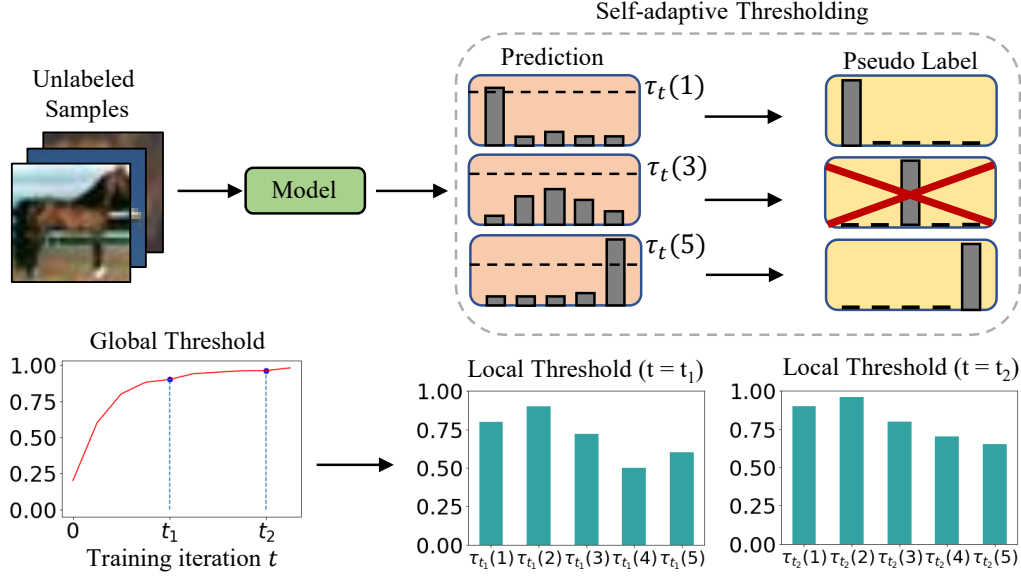 Self-adaptive Thresholding
Unlabeled
Samples
Model
Prediction
Pseudo Label
τₜ(1)
τₜ(3)
τₜ(5)
Global Threshold
1.00
0.75
0.50
0.25
0.00
0 t₁ t₂
Training iteration t
Local Threshold (t = t₁)
1.00
0.75
0.50
0.25
0.00
τₜ₁(1) τₜ₁(2) τₜ₁(3) τₜ₁(4) τₜ₁(5)
Local Threshold (t = t₂)
1.00
0.75
0.50
0.25
0.00
τₜ₂(1) τₜ₂(2) τₜ₂(3) τₜ₂(4) τₜ₂(5)